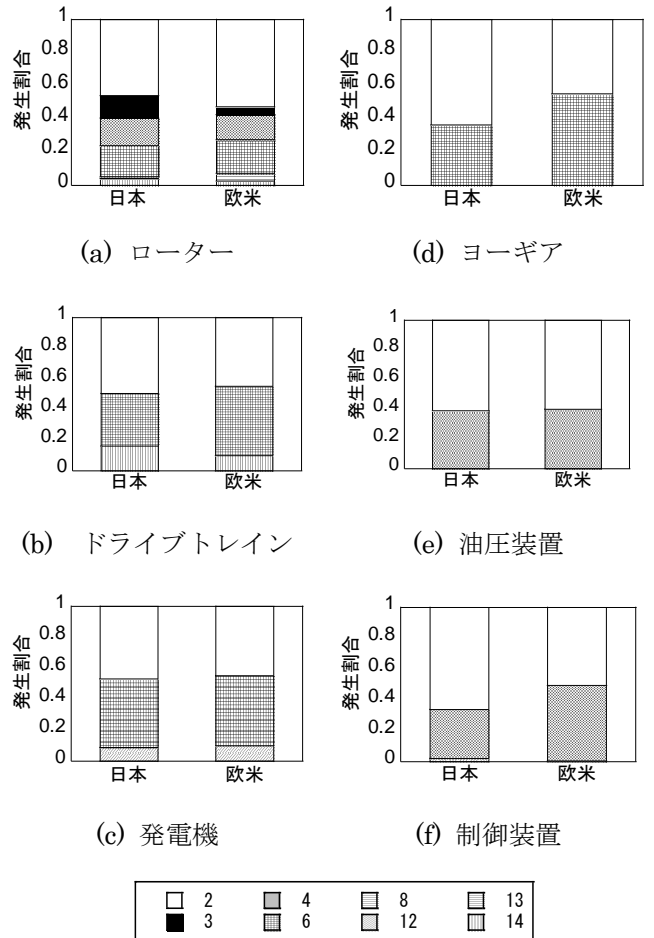 1
0.8
0.6
0.4
0.2
0
発生割合
日本 欧米
(a) ローター
1
0.8
0.6
0.4
0.2
0
発生割合
日本 欧米
(d) ヨーギア
1
0.8
0.6
0.4
0.2
0
発生割合
日本 欧米
(b) ドライブトレイン
1
0.8
0.6
0.4
0.2
0
発生割合
日本 欧米
(e) 油圧装置
1
0.8
0.6
0.4
0.2
0
発生割合
日本 欧米
(c) 発電機
1
0.8
0.6
0.4
0.2
0
発生割合
日本 欧米
(f) 制御装置
2 4 8 13
3 6 12 14